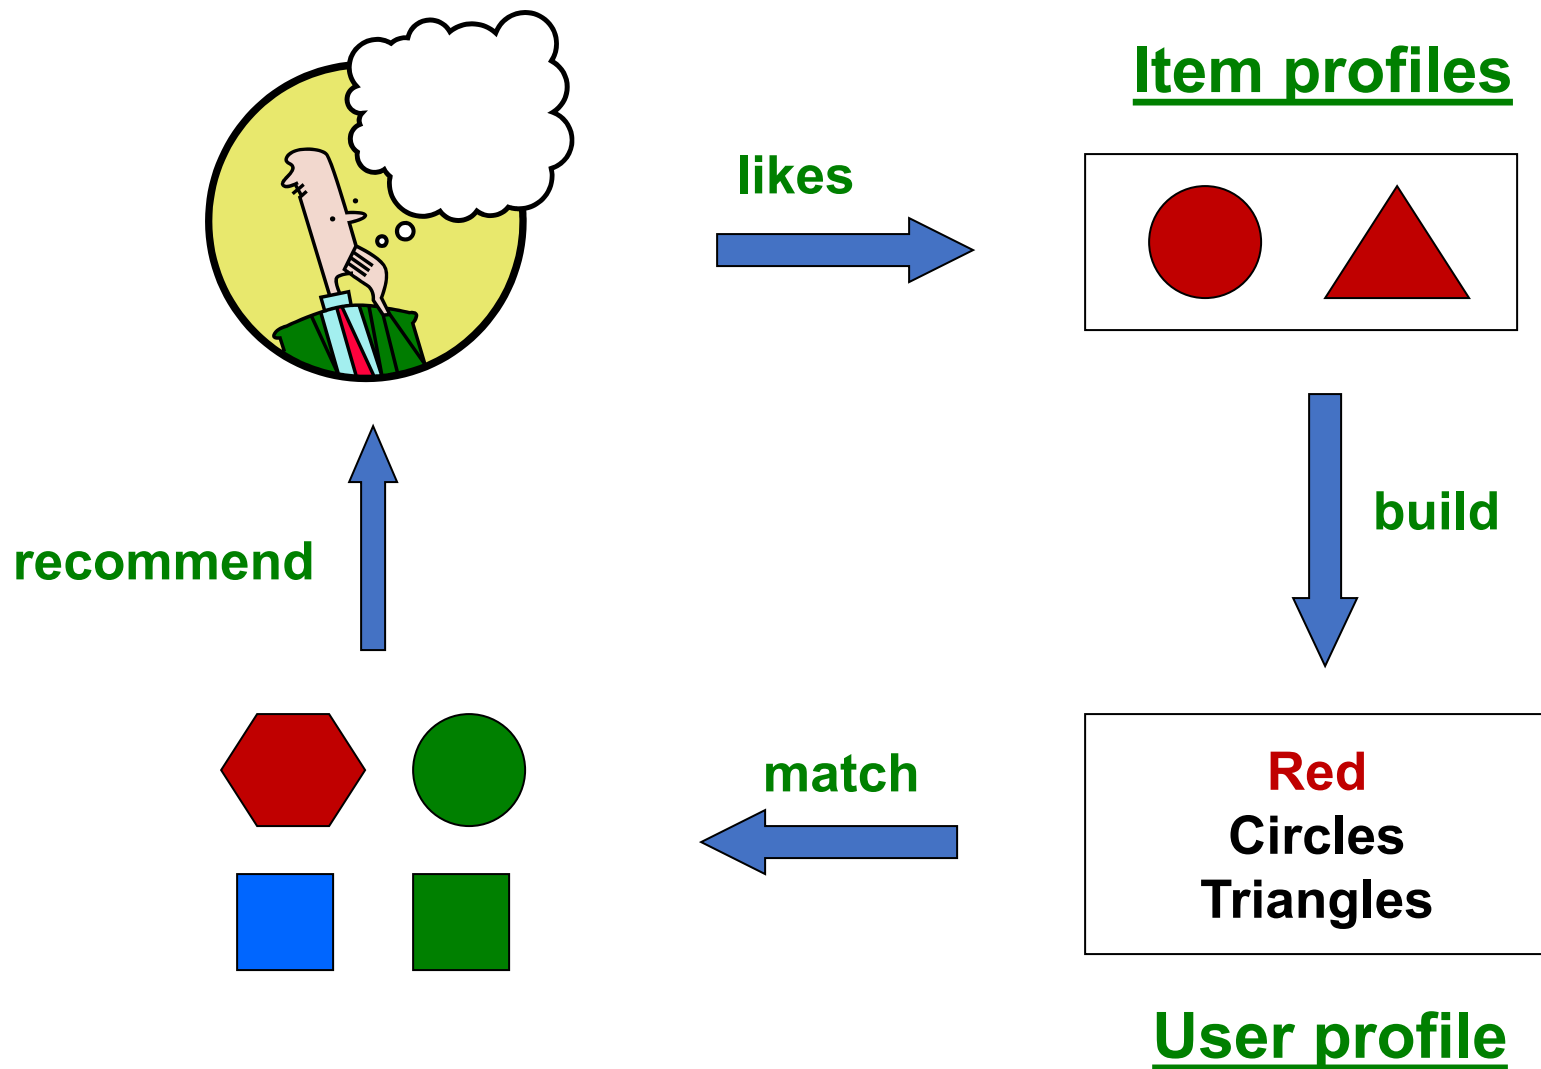 Item profiles
likes
build
recommend
match
Red
Circles
Triangles
User profile